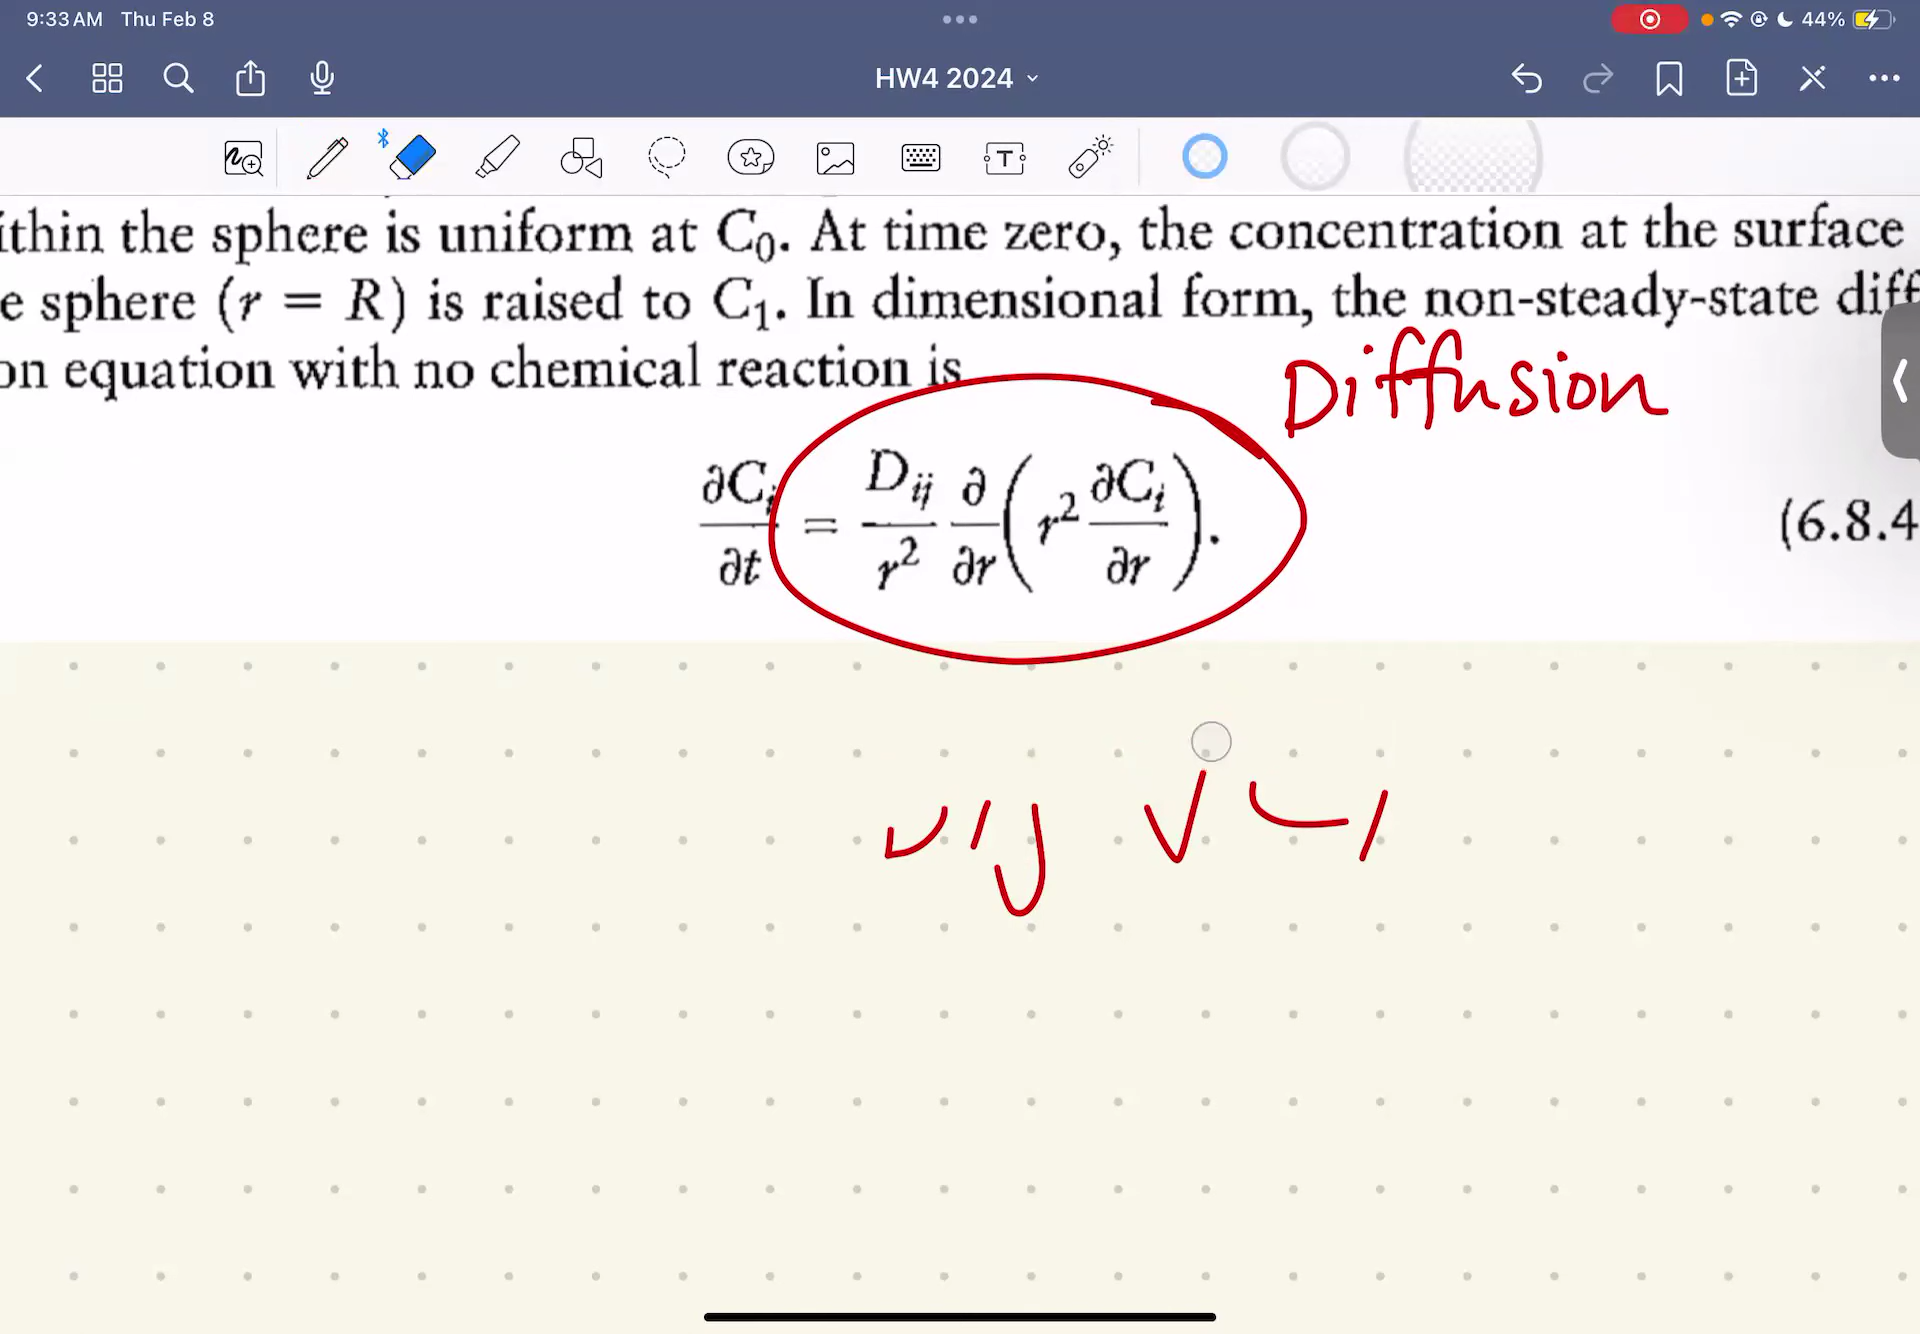 9:33 AM Thu Feb 8
44%
HW4 2024
ithin the sphere is uniform at C₀. At time zero, the concentration at the surface
e sphere (r = R) is raised to C₁. In dimensional form, the non-steady-state diff
on equation with no chemical reaction is
Diffusion
∂Cᵢ/∂t = Dᵢⱼ/r² ∂/∂r (r² ∂Cᵢ/∂r). (6.8.4